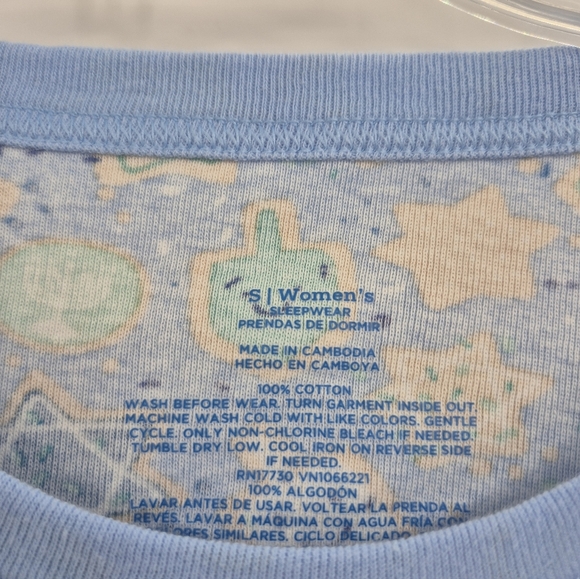 S | Women's
SLEEPWEAR
PRENDAS DE DORMIR
MADE IN CAMBODIA
HECHO EN CAMBOYA
100% COTTON
WASH BEFORE WEAR. TURN GARMENT INSIDE OUT.
MACHINE WASH COLD WITH LIKE COLORS. GENTLE
CYCLE. ONLY NON-CHLORINE BLEACH IF NEEDED.
TUMBLE DRY LOW. COOL IRON ON REVERSE SIDE
IF NEEDED.
RN17730 VN1066221
100% ALGODÓN
LAVAR ANTES DE USAR. VOLTEAR LA PRENDA AL
REVÉS. LAVAR A MÁQUINA CON AGUA FRÍA CON
SIMILARES. CICLO DELICADO